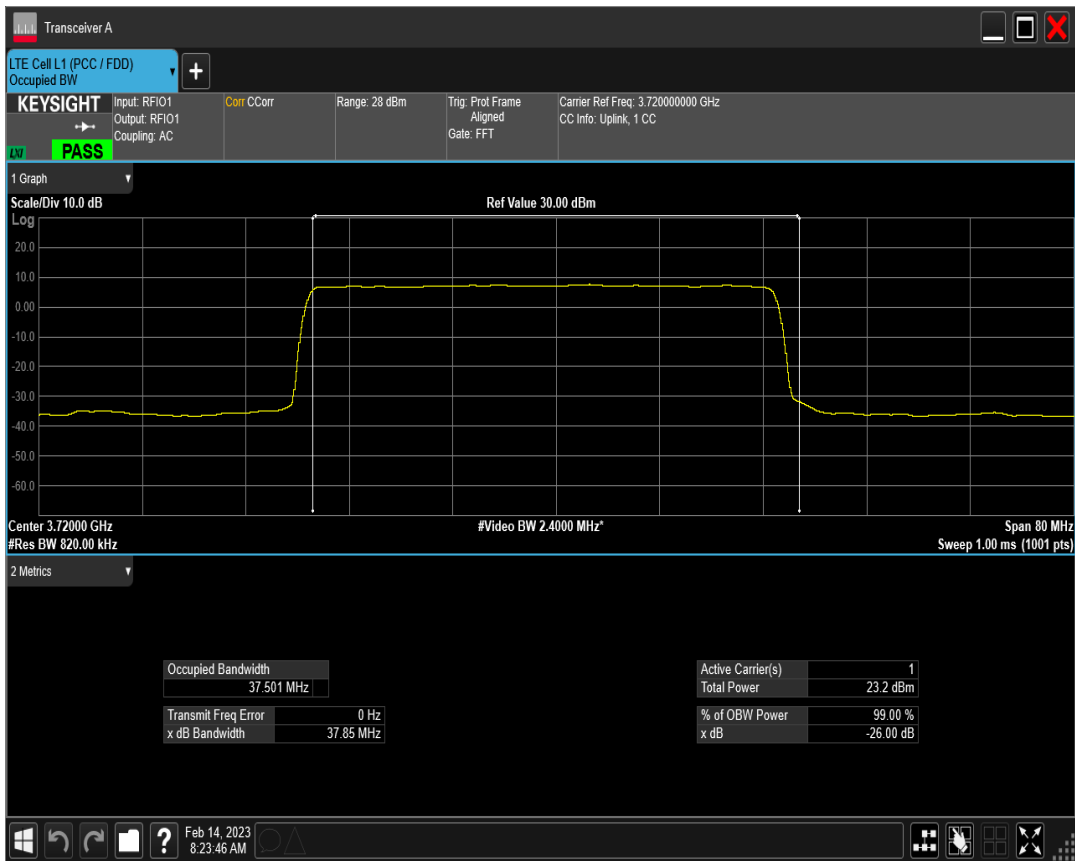 Transceiver A
LTE Cell L1 (PCC / FDD)
Occupied BW
+
KEYSIGHT
LXI
PASS
Input: RFIO1
Output: RFIO1
Coupling: AC
Corr CCorr
Range: 28 dBm
Trig: Prot Frame
Aligned
Gate: FFT
Carrier Ref Freq: 3.720000000 GHz
CC Info: Uplink, 1 CC
1 Graph
Scale/Div 10.0 dB
Ref Value 30.00 dBm
Log
20.0
10.0
0.00
-10.0
-20.0
-30.0
-40.0
-50.0
-60.0
Center 3.72000 GHz
#Video BW 2.4000 MHz*
Span 80 MHz
#Res BW 820.00 kHz
Sweep 1.00 ms (1001 pts)
2 Metrics
Occupied Bandwidth
37.501 MHz
Transmit Freq Error 0 Hz
x dB Bandwidth 37.85 MHz
Active Carrier(s) 1
Total Power 23.2 dBm
% of OBW Power 99.00 %
x dB -26.00 dB
?
Feb 14, 2023
8:23:46 AM